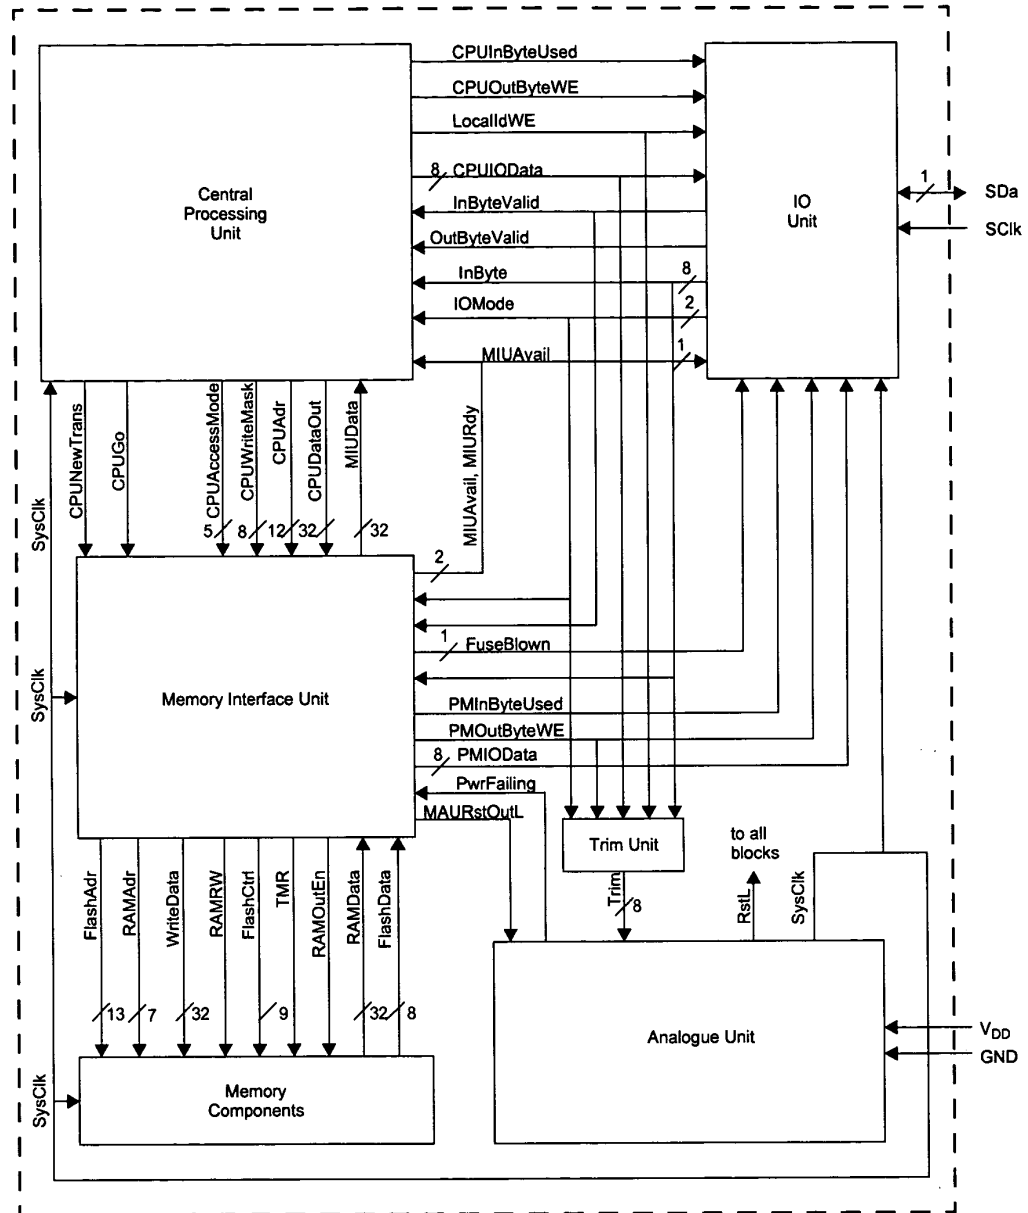 CPUInByteUsed
CPUOutByteWE
LocalIdWE
8 CPUIOData
InByteValid
OutByteValid
InByte 8
IOMode 2
MIUAvail 1
Central
Processing
Unit
IO
Unit
1
SDa
SClk
SysClk
CPUNewTrans
CPUGo
CPUAccessMode
CPUWriteMask
CPUAdr
CPUDataOut
MIUData
5 8 12 32 32
MIUAvail, MIURdy
2
1 FuseBlown
SysClk
Memory Interface Unit
PMInByteUsed
PMOutByteWE
8 PMIOData
PwrFailing
MAURstOutL
Trim Unit
to all
blocks
Trim
8
RstL
SysClk
FlashAdr
RAMAdr
WriteData
RAMRW
FlashCtrl
TMR
RAMOutEn
RAMData
FlashData
13 7 32 9 32 8
Analogue Unit
VDD
GND
SysClk
Memory
Components